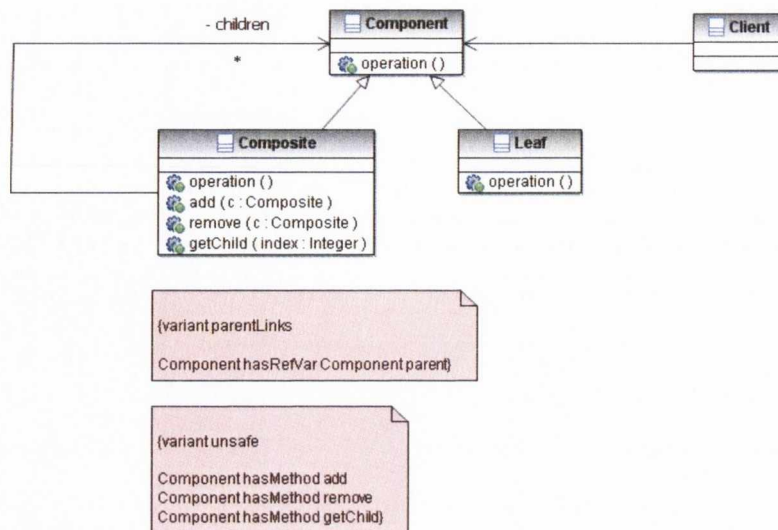 - children
*
Component
operation ( )
Client
Composite
operation ( )
add ( c : Composite )
remove ( c : Composite )
getChild ( index : Integer )
Leaf
operation ( )
{variant parentLinks
Component hasRefVar Component parent}
{variant unsafe
Component hasMethod add
Component hasMethod remove
Component hasMethod getChild}